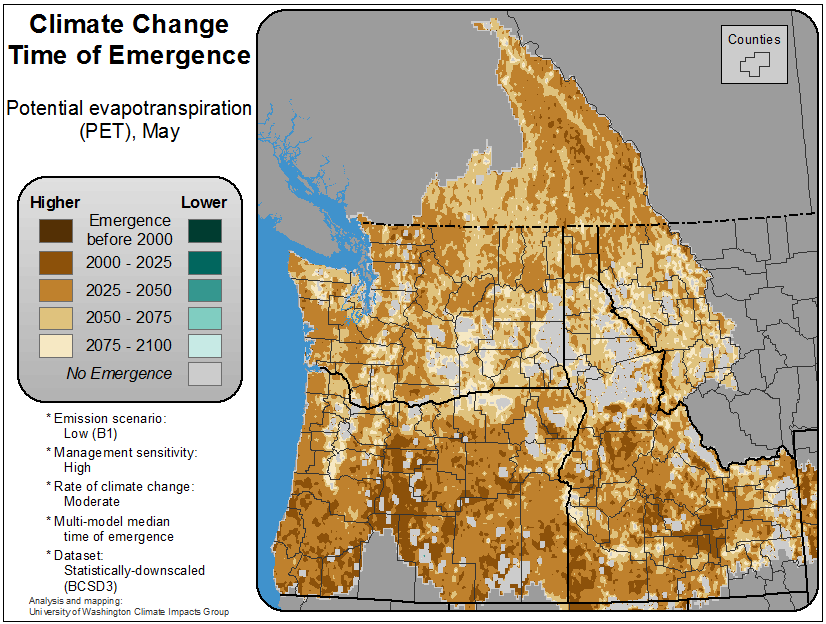 Climate Change
Time of Emergence
Potential evapotranspiration
(PET), May
Higher Lower
Emergence
before 2000
2000 - 2025
2025 - 2050
2050 - 2075
2075 - 2100
No Emergence
* Emission scenario:
Low (B1)
* Management sensitivity:
High
* Rate of climate change:
Moderate
* Multi-model median
time of emergence
* Dataset:
Statistically-downscaled
(BCSD3)
Analysis and mapping:
University of Washington Climate Impacts Group
Counties